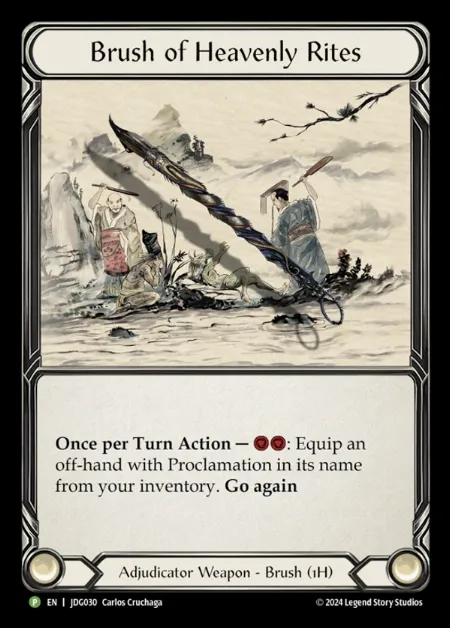 Brush of Heavenly Rites
Once per Turn Action — : Equip an
off-hand with Proclamation in its name
from your inventory. Go again
Adjudicator Weapon - Brush (1H)
P EN | JDG030 Carlos Cruchaga
© 2024 Legend Story Studios